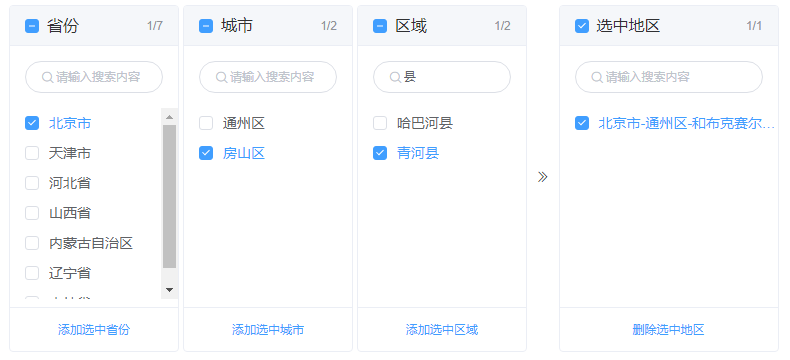 省份 1/7
请输入搜索内容
北京市
天津市
河北省
山西省
内蒙古自治区
辽宁省
添加选中省份
城市 1/2
请输入搜索内容
通州区
房山区
添加选中城市
区域 1/2
县
哈巴河县
青河县
添加选中区域
选中地区 1/1
请输入搜索内容
北京市-通州区-和布克赛尔...
删除选中地区